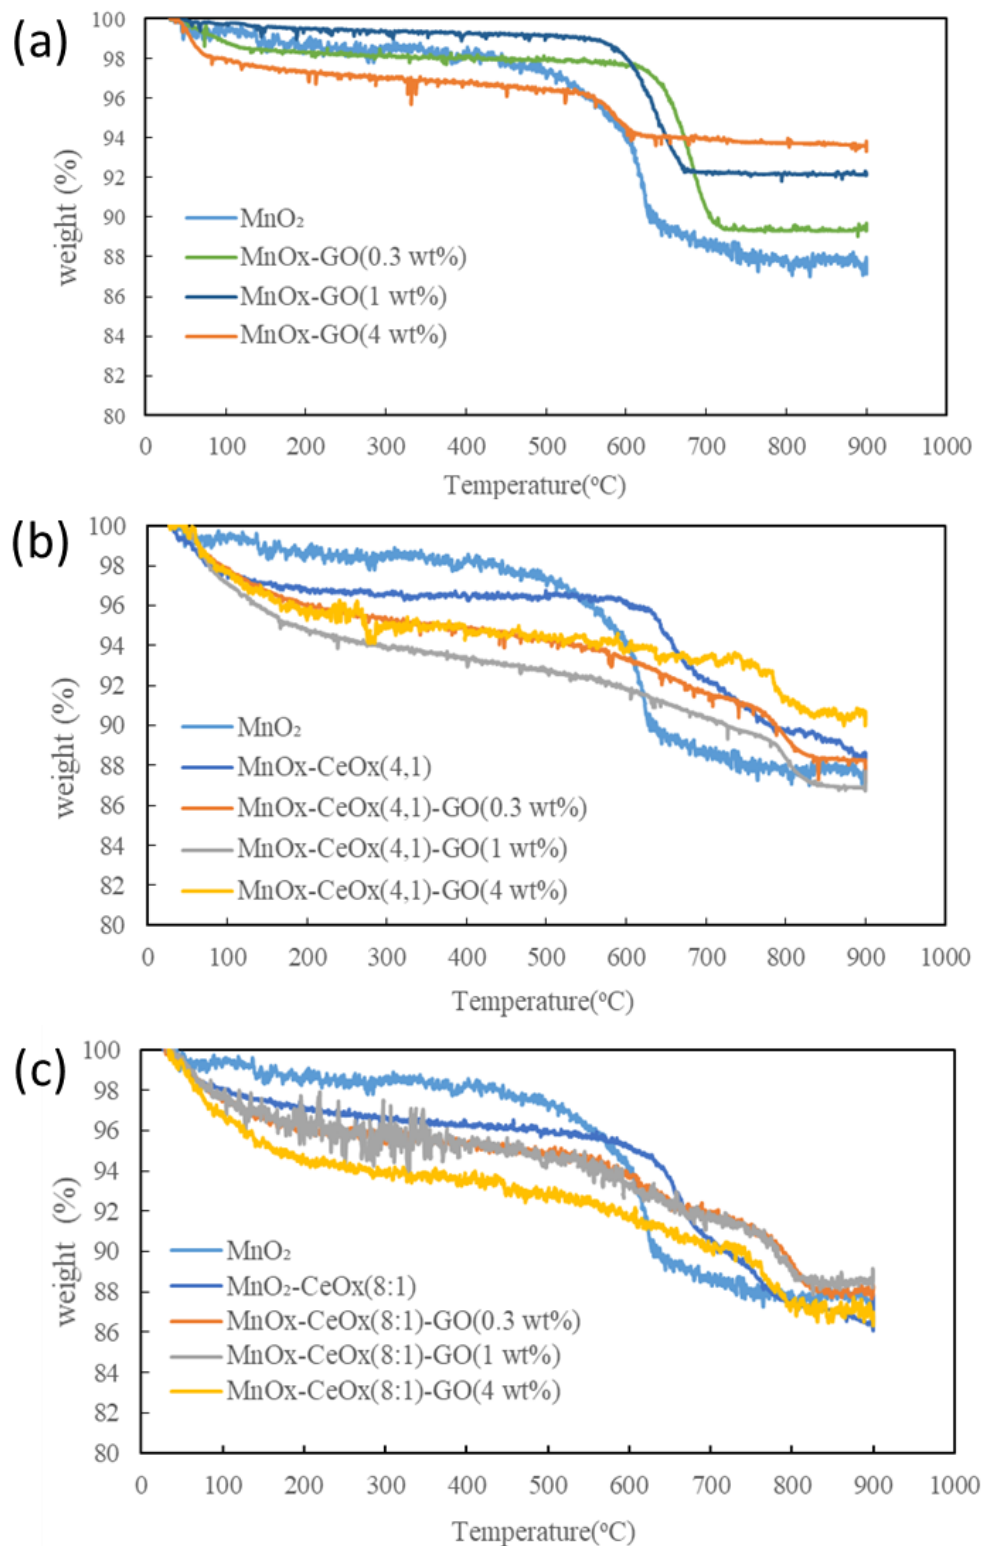 (a)
100
98
96
94
92
90
88
86
84
82
80
weight (%)
MnO₂
MnOx-GO(0.3 wt%)
MnOx-GO(1 wt%)
MnOx-GO(4 wt%)
0 100 200 300 400 500 600 700 800 900 1000
Temperature(°C)
(b)
100
98
96
94
92
90
88
86
84
82
80
weight (%)
MnO₂
MnOx-CeOx(4,1)
MnOx-CeOx(4,1)-GO(0.3 wt%)
MnOx-CeOx(4,1)-GO(1 wt%)
MnOx-CeOx(4,1)-GO(4 wt%)
0 100 200 300 400 500 600 700 800 900 1000
Temperature(°C)
(c)
100
98
96
94
92
90
88
86
84
82
80
weight (%)
MnO₂
MnO₂-CeOx(8:1)
MnOx-CeOx(8:1)-GO(0.3 wt%)
MnOx-CeOx(8:1)-GO(1 wt%)
MnOx-CeOx(8:1)-GO(4 wt%)
0 100 200 300 400 500 600 700 800 900 1000
Temperature(°C)